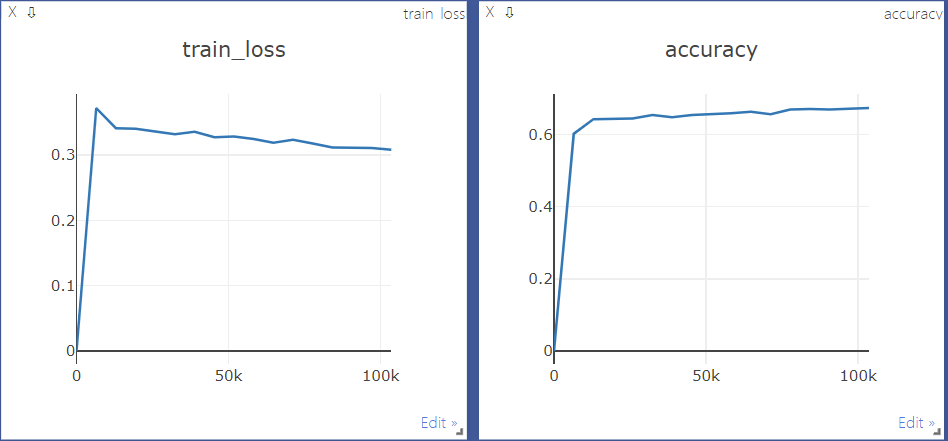 X ⇩ train_loss
train_loss
0.3
0.2
0.1
0
0 50k 100k
Edit »
X ⇩ accuracy
accuracy
0.6
0.4
0.2
0
0 50k 100k
Edit »